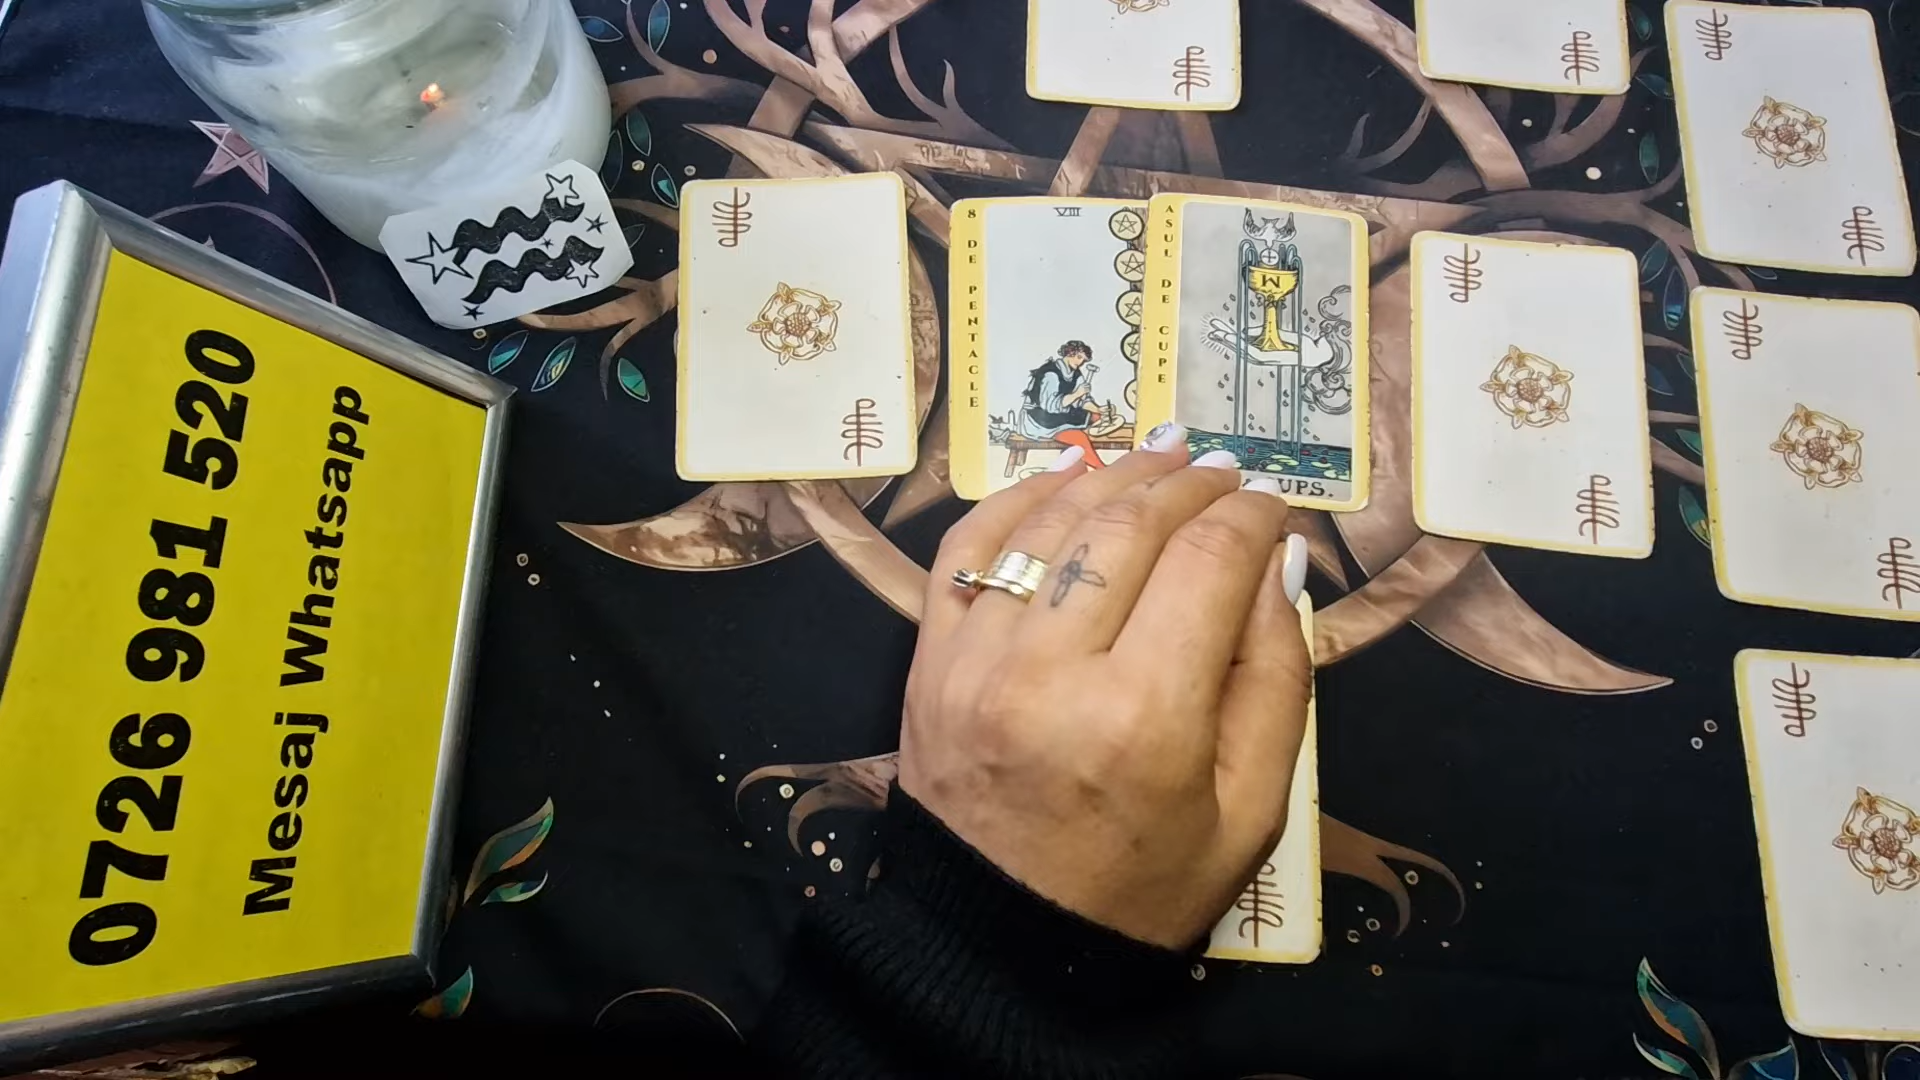 0726 981 520
Mesaj Whatsapp
8 DE PENTACLE
VIII
ASUL DE CUPE
UPS.